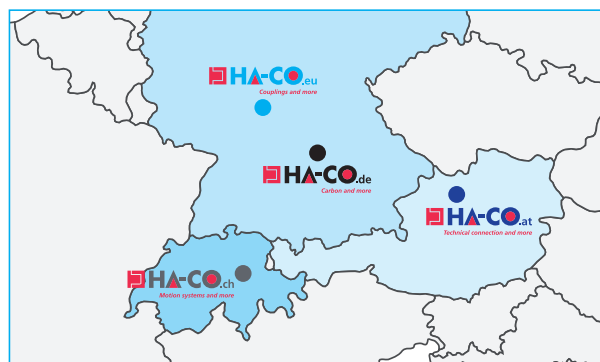 HA-CO.eu
Couplings and more
HA-CO.de
Carbon and more
HA-CO.at
Technical connection and more
HA-CO.ch
Motion systems and more